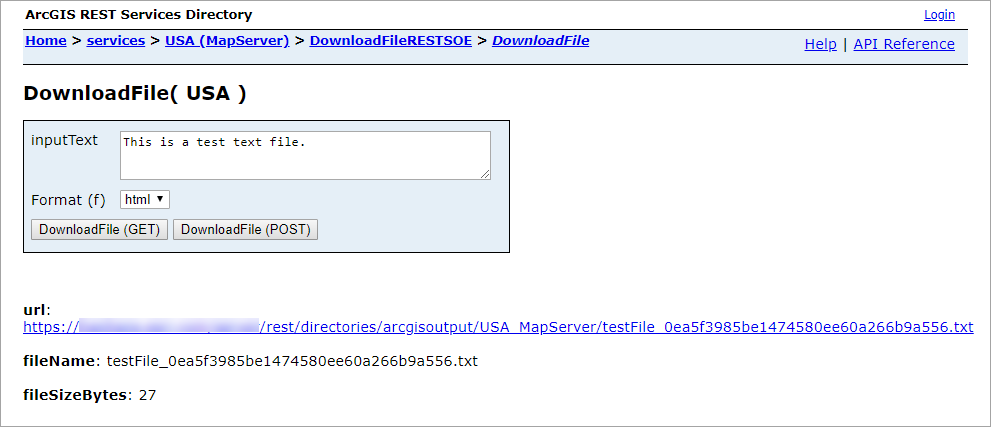 ArcGIS REST Services Directory Login
Home > services > USA (MapServer) > DownloadFileRESTSOE > DownloadFile Help | API Reference
DownloadFile( USA )
inputText This is a test text file.
Format (f) html
DownloadFile (GET) DownloadFile (POST)
url:
https:// /rest/directories/arcgisoutput/USA_MapServer/testFile_0ea5f3985be1474580ee60a266b9a556.txt
fileName: testFile_0ea5f3985be1474580ee60a266b9a556.txt
fileSizeBytes: 27